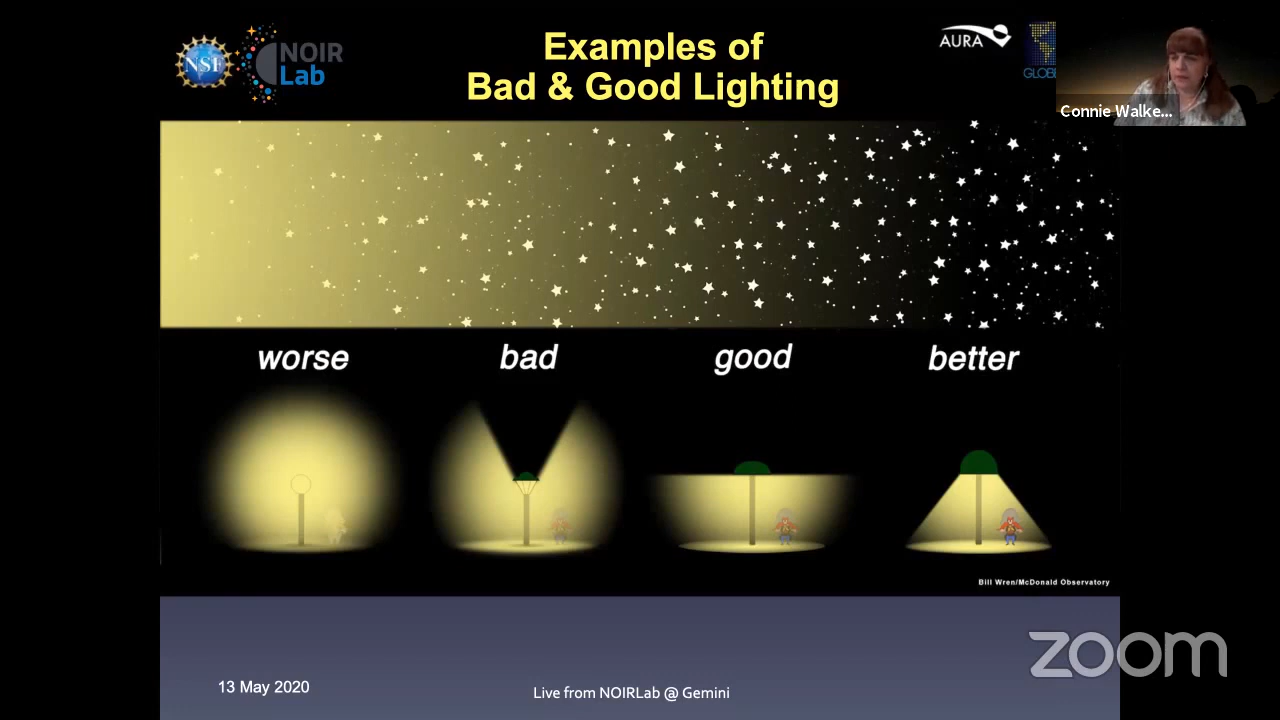 NSF
NOIR
Lab
Examples of
Bad & Good Lighting
AURA
GLOBE
Connie Walke...
worse
bad
good
better
Bill Wren/McDonald Observatory
zoom
13 May 2020
Live from NOIRLab @ Gemini